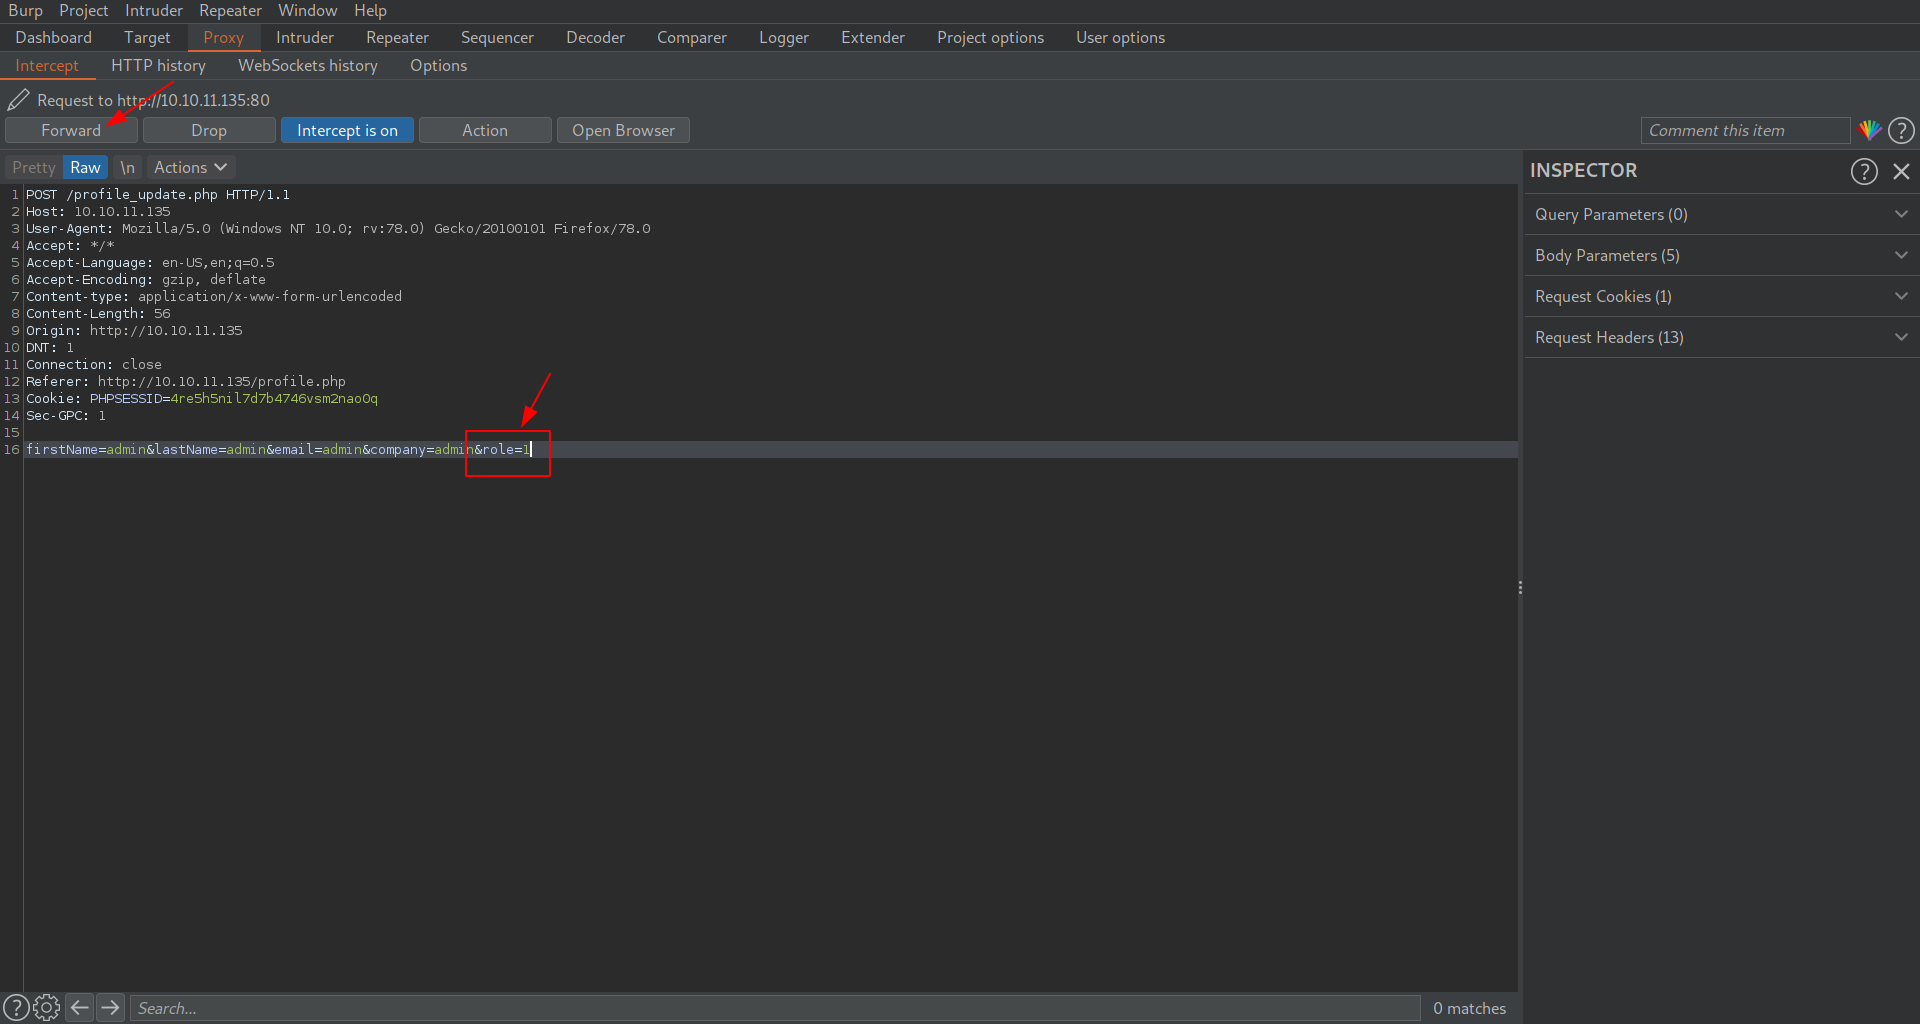 Burp Project Intruder Repeater Window Help
Dashboard Target Proxy Intruder Repeater Sequencer Decoder Comparer Logger Extender Project options User options
Intercept HTTP history WebSockets history Options
Request to http://10.10.11.135:80
Forward Drop Intercept is on Action Open Browser Comment this item ?
Pretty Raw \n Actions
INSPECTOR ?
Query Parameters (0)
Body Parameters (5)
Request Cookies (1)
Request Headers (13)
1 POST /profile_update.php HTTP/1.1
2 Host: 10.10.11.135
3 User-Agent: Mozilla/5.0 (Windows NT 10.0; rv:78.0) Gecko/20100101 Firefox/78.0
4 Accept: */*
5 Accept-Language: en-US,en;q=0.5
6 Accept-Encoding: gzip, deflate
7 Content-type: application/x-www-form-urlencoded
8 Content-Length: 56
9 Origin: http://10.10.11.135
10 DNT: 1
11 Connection: close
12 Referer: http://10.10.11.135/profile.php
13 Cookie: PHPSESSID=4re5h5nil7d7b4746vsm2nao0q
14 Sec-GPC: 1
15
16 firstName=admin&lastName=admin&email=admin&company=admin&role=1
? Search... 0 matches